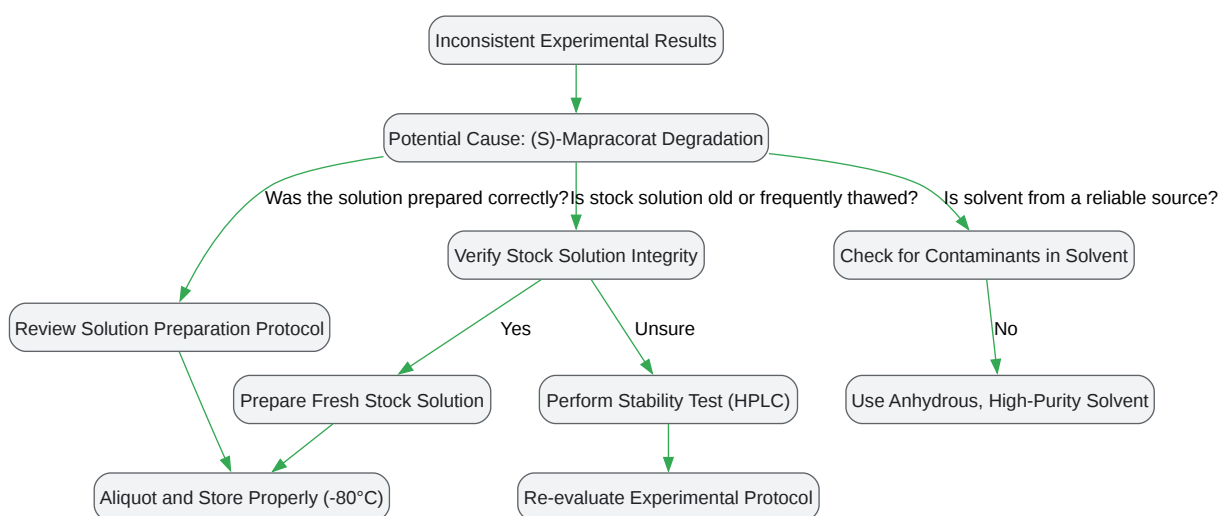 Inconsistent Experimental Results
Potential Cause: (S)-Mapracorat Degradation
Was the solution prepared correctly?
Is stock solution old or frequently thawed?
Is solvent from a reliable source?
Verify Stock Solution Integrity
Check for Contaminants in Solvent
Review Solution Preparation Protocol
Yes
Unsure
No
Prepare Fresh Stock Solution
Perform Stability Test (HPLC)
Use Anhydrous, High-Purity Solvent
Aliquot and Store Properly (-80°C)
Re-evaluate Experimental Protocol